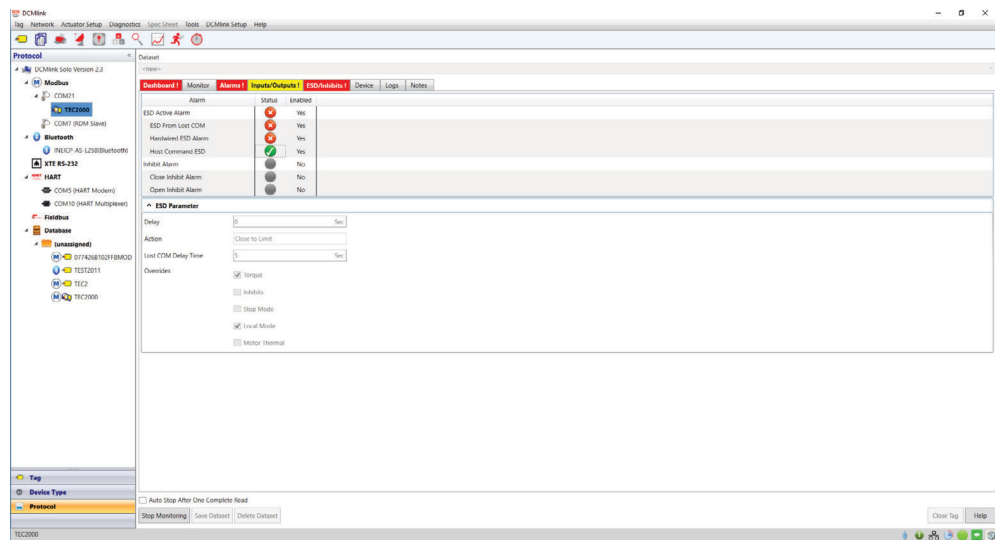 DCMlink
Tag Network Actuator Setup Diagnostics Spec Sheet Tools DCMlink Setup Help
Protocol
DCMlink Solo Version 2.3
Modbus
COM21
TEC2000
COM7 (RDM Slave)
Bluetooth
INEICP-AS-L258(Bluetooth)
XTE RS-232
HART
COM5 (HART Modem)
COM10 (HART Multiplexer)
Fieldbus
Database
(unassigned)
077426B102FFBMOD
TEST2011
TEC2
TEC2000
Tag
Device Type
Protocol
Dataset
<new>
Dashboard ! Monitor Alarms ! Inputs/Outputs ! ESD/Inhibits ! Device Logs Notes
Alarm Status Enabled
ESD Active Alarm Yes
ESD From Lost COM Yes
Hardwired ESD Alarm Yes
Host Command ESD Yes
Inhibit Alarm No
Close Inhibit Alarm No
Open Inhibit Alarm No
ESD Parameter
Delay 0 Sec
Action Close to Limit
Lost COM Delay Time 5 Sec
Overrides Torque
Inhibits
Stop Mode
Local Mode
Motor Thermal
Auto Stop After One Complete Read
Stop Monitoring Save Dataset Delete Dataset Close Tag Help
TEC2000